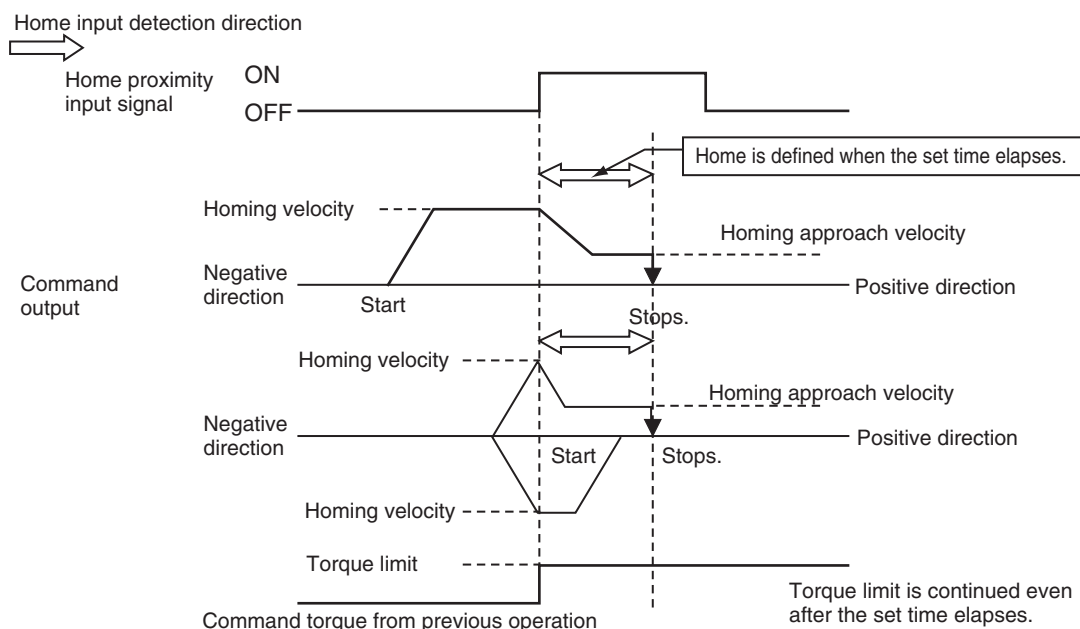 Home input detection direction
Home proximity
input signal
ON
OFF
Home is defined when the set time elapses.
Homing velocity
Homing approach velocity
Command
output
Negative
direction
Start
Positive direction
Stops.
Homing velocity
Homing approach velocity
Negative
direction
Start
Stops.
Positive direction
Homing velocity
Torque limit
Command torque from previous operation
Torque limit is continued even
after the set time elapses.